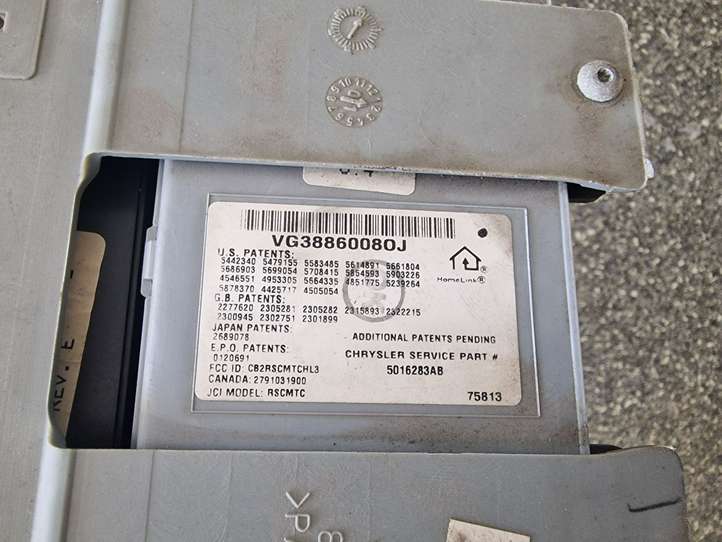 VG38860080J
U.S. PATENTS:
5442340 5479155 5583485 5614891 5661804
5686903 5699054 5708415 5854593 5903226
4546551 4953305 5664335 4851775 5239264
5878370 4425717 4505054
G.B. PATENTS:
2277620 2305281 2305282 2315893 2322215
2300945 2302751 2301899
JAPAN PATENTS:
2689078
E.P.O. PATENTS:
0120691
FCC ID: CB2RSCMTCHL3
CANADA: 2791031900
JCI MODEL: RSCMTC
HomeLink®
ADDITIONAL PATENTS PENDING
CHRYSLER SERVICE PART #
5016283AB
75813
REV. E
>P